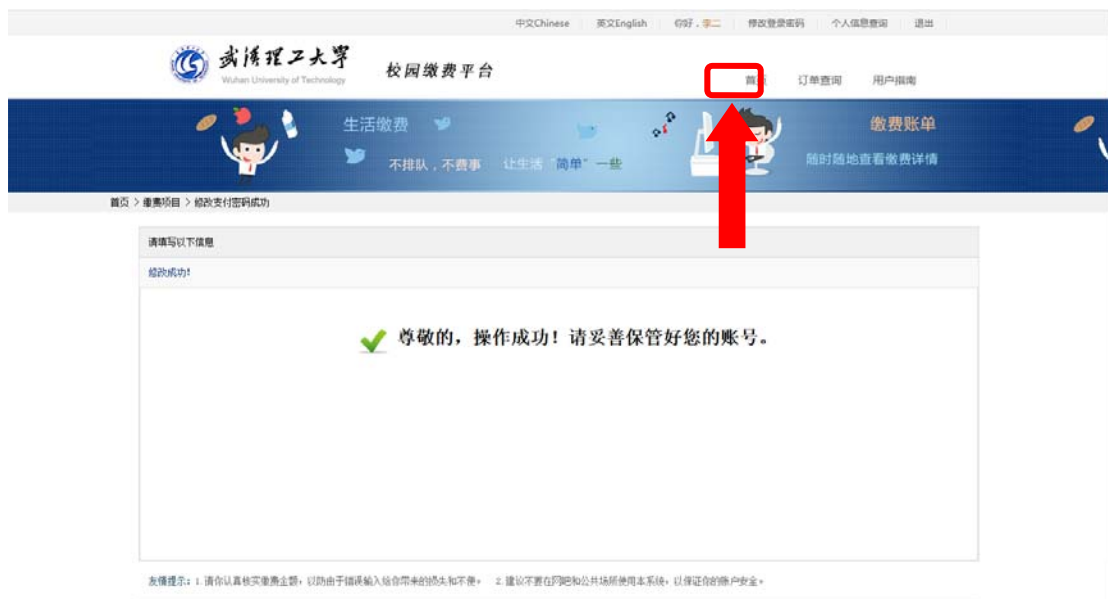 中文Chinese 英文English 你好，李二 修改登录密码 个人信息查询 退出
武汉理工大学
Wuhan University of Technology
校园缴费平台
首页 订单查询 用户指南
生活缴费
不排队，不费事 让生活“简单”一些
缴费账单
随时随地查看缴费详情
首页 > 缴费项目 > 修改支付密码成功
请填写以下信息
修改成功！
尊敬的，操作成功！请妥善保管好您的账号。
友情提示：1. 请你认真核实缴费金额，以防由于错误输入给你带来的损失和不便。 2. 建议不要在网吧和公共场所使用本系统，以保证你的账户安全。